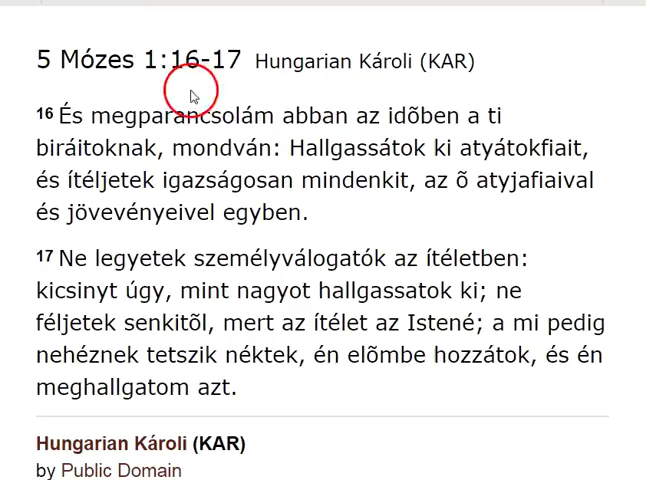 5 Mózes 1:16-17 Hungarian Károli (KAR)
16 És megparancsolám abban az idõben a ti
biráitoknak, mondván: Hallgassátok ki atyátokfiait,
és ítéljetek igazságosan mindenkit, az õ atyjafiaival
és jövevényeivel egyben.
17 Ne legyetek személyválogatók az ítéletben:
kicsinyt úgy, mint nagyot hallgassatok ki; ne
féljetek senkitõl, mert az ítélet az Istené; a mi pedig
nehéznek tetszik néktek, én elõmbe hozzátok, és én
meghallgatom azt.
Hungarian Károli (KAR)
by Public Domain